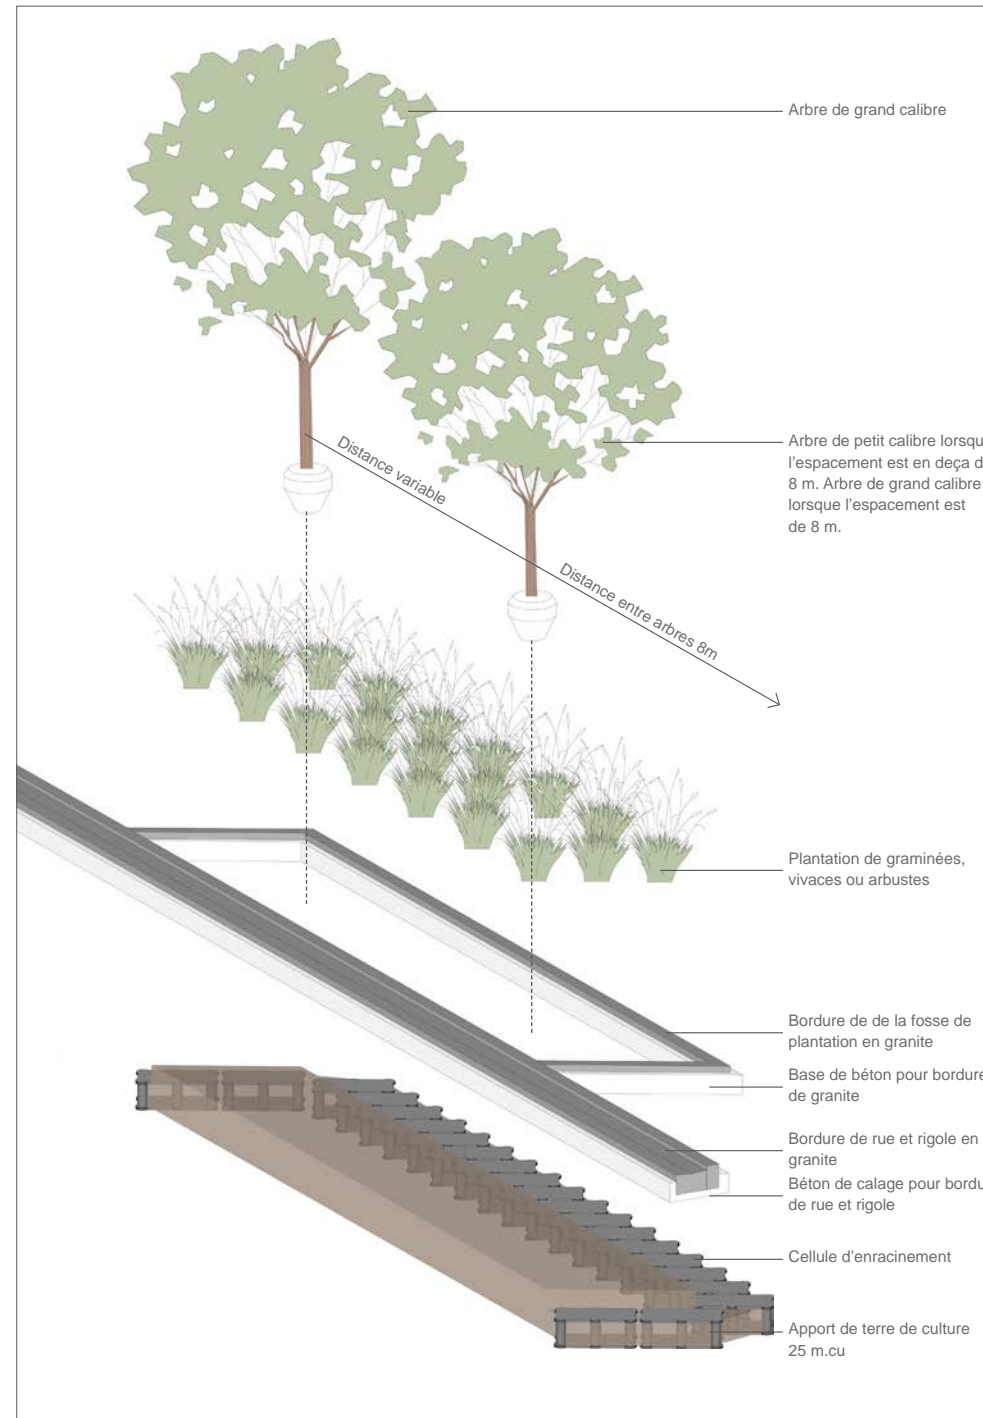 Arbre de grand calibre
Arbre de petit calibre lorsqu
l'espacement est en deça d
8 m. Arbre de grand calibre
lorsque l'espacement est
de 8 m.
Distance variable
Distance entre arbres 8m
Plantation de graminées,
vivaces ou arbustes
Bordure de de la fosse de
plantation en granite
Base de béton pour bordure
de granite
Bordure de rue et rigole en
granite
Béton de calage pour bordu
de rue et rigole
Cellule d'enracinement
Apport de terre de culture
25 m.cu